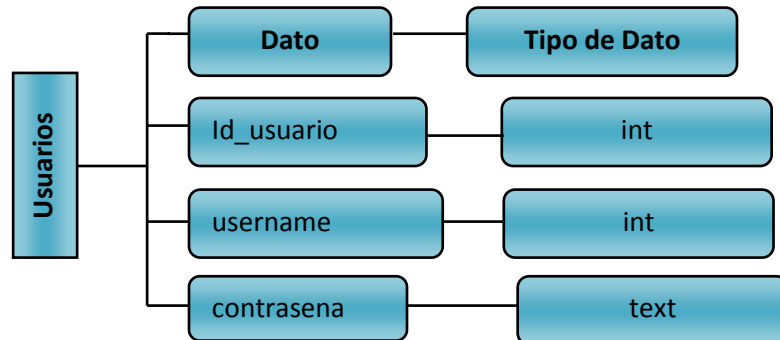 Usuarios
Dato
Tipo de Dato
Id_usuario
int
username
int
contrasena
text